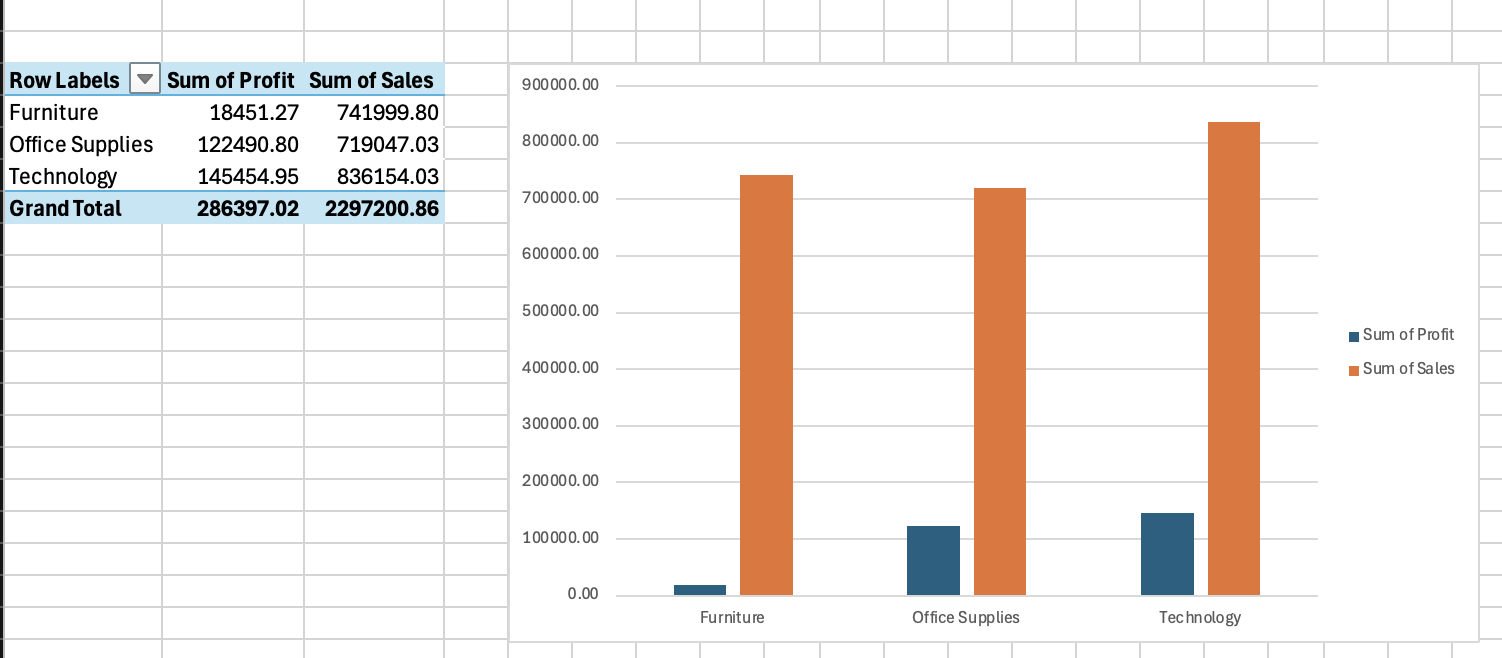 Row Labels Sum of Profit Sum of Sales
Furniture 18451.27 741999.80
Office Supplies 122490.80 719047.03
Technology 145454.95 836154.03
Grand Total 286397.02 2297200.86
900000.00
800000.00
700000.00
600000.00
500000.00
400000.00
300000.00
200000.00
100000.00
0.00
Furniture Office Supplies Technology
Sum of Profit
Sum of Sales